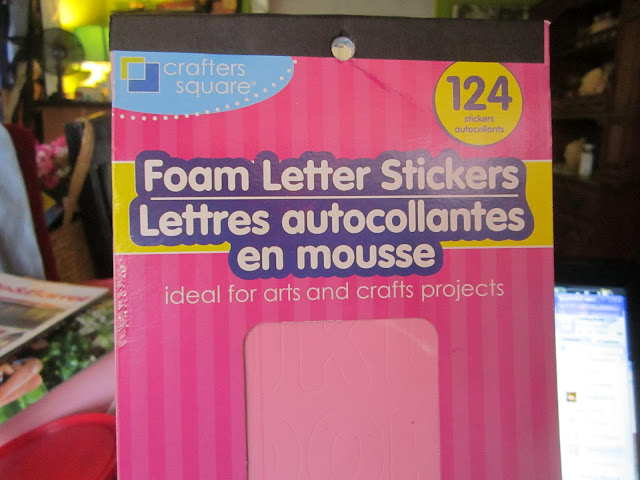 crafters
square®
124
stickers
autocollants
Foam Letter Stickers
Lettres autocollantes
en mousse
ideal for arts and crafts projects